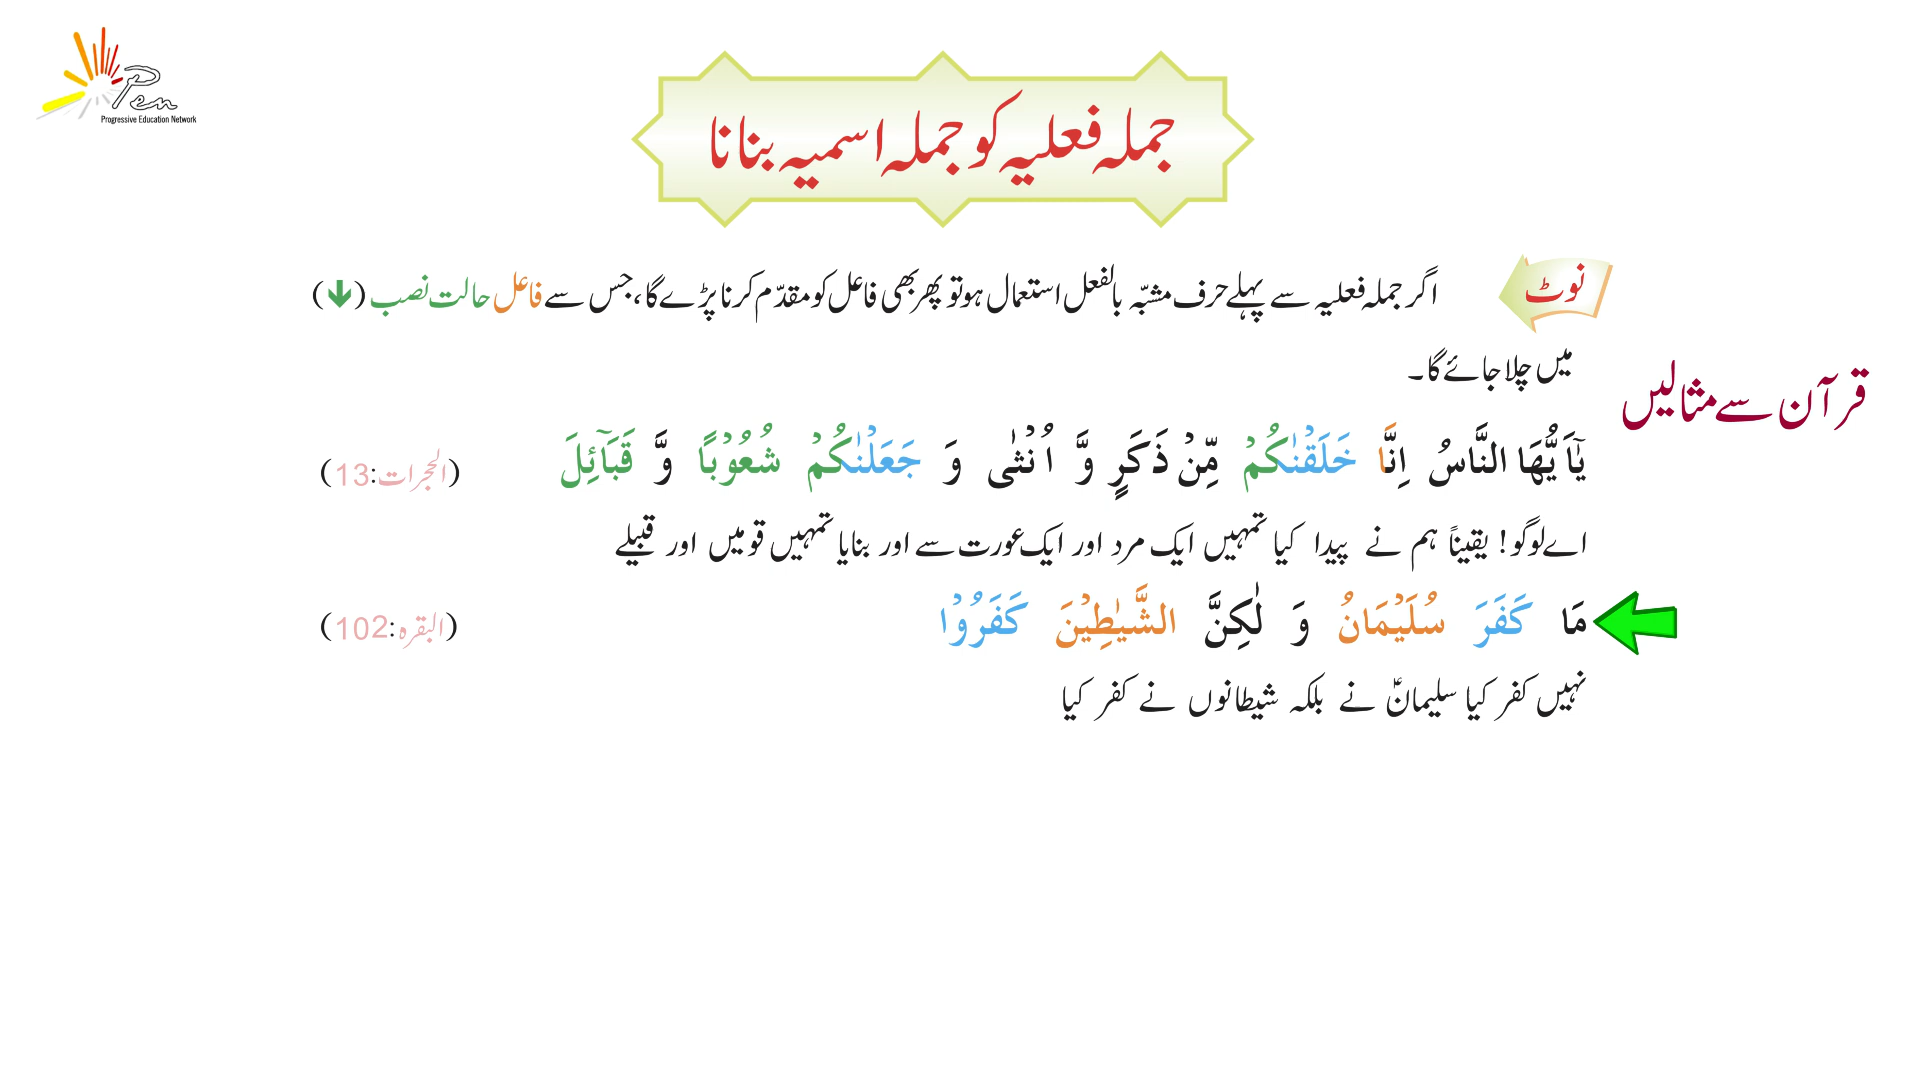 Pen
Progressive Education Network
جملہ فعلیہ کو جملہ اسمیہ بنانا
نوٹ اگر جملہ فعلیہ سے پہلے حرف مشبّہ بالفعل استعمال ہو تو پھر بھی فاعل کو مقدّم کرنا پڑے گا، جس سے فاعل حالت نصب (↓)
میں چلا جائے گا۔
قرآن سے مثالیں
يٰۤاَيُّهَا النَّاسُ اِنَّا خَلَقْنٰكُمْ مِّنْ ذَكَرٍ وَّ اُنْثٰى وَ جَعَلْنٰكُمْ شُعُوْبًا وَّ قَبَآئِلَ (الحجرات:13)
اے لوگو! یقیناً ہم نے پیدا کیا تمہیں ایک مرد اور ایک عورت سے اور بنایا تمہیں قومیں اور قبیلے
مَا كَفَرَ سُلَيْمَانُ وَ لٰكِنَّ الشَّيٰطِيْنَ كَفَرُوْا (البقرہ:102)
نہیں کفر کیا سلیمانؑ نے بلکہ شیطانوں نے کفر کیا